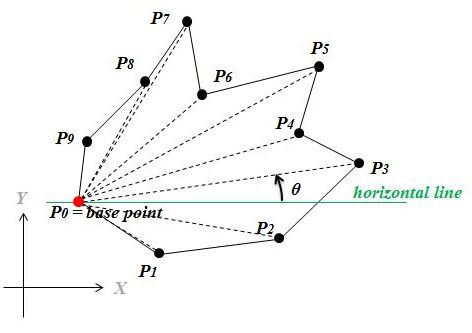 P7
P8
P5
P6
P9
P4
P3
θ
horizontal line
Y
P0 = base point
P2
P1
X